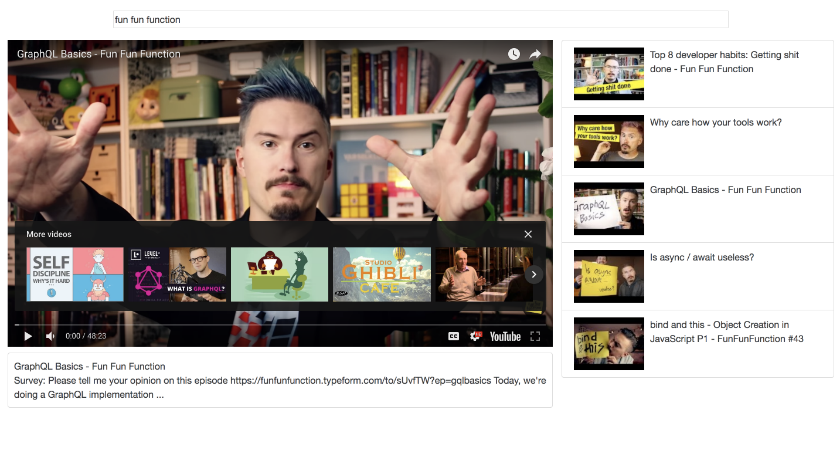 fun fun function
GraphQL Basics - Fun Fun Function
More videos
SELF
DISCIPLINE
WHY'S IT HARD
LEVEL
WHAT IS GRAPHQL?
STUDIO
GHIBLI
CAFE
0:00 / 48:23
CC
YouTube
GraphQL Basics - Fun Fun Function
Survey: Please tell me your opinion on this episode https://funfunfunction.typeform.com/to/sUvfTW?ep=gqlbasics Today, we're
doing a GraphQL implementation ...
Getting shit done
Top 8 developer habits: Getting shit
done - Fun Fun Function
Why care how
your tools work?
Why care how your tools work?
GraphQL
Basics
GraphQL Basics - Fun Fun Function
Is async
Is async / await useless?
bind
this
bind and this - Object Creation in
JavaScript P1 - FunFunFunction #43